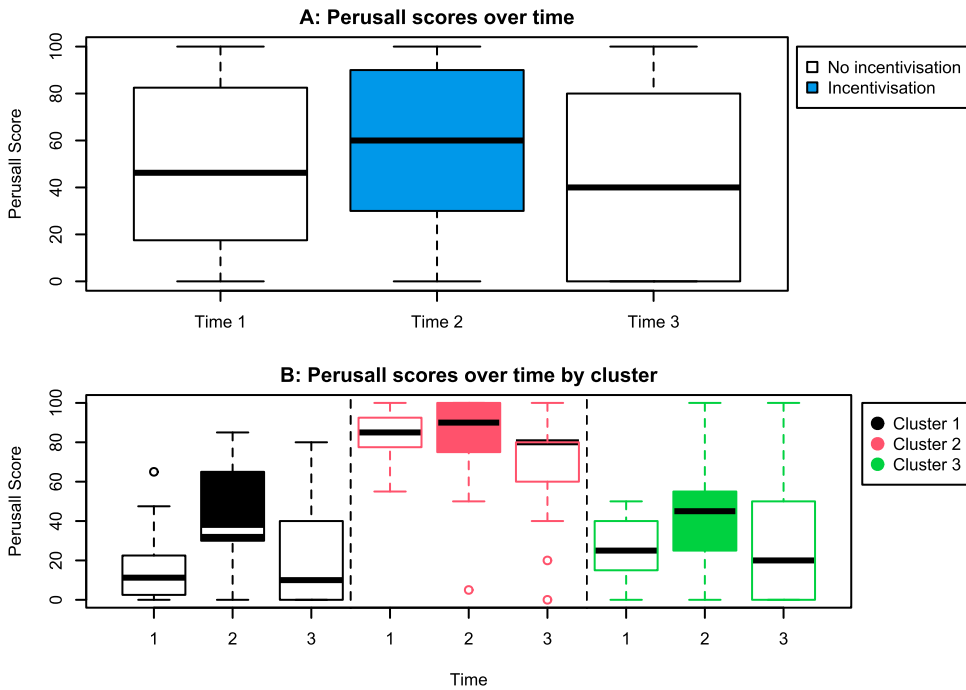 A: Perusall scores over time
Perusall Score
100
80
60
40
20
0
Time 1 Time 2 Time 3
No incentivisation
Incentivisation
B: Perusall scores over time by cluster
Perusall Score
100
80
60
40
20
0
1 2 3 1 2 3 1 2 3
Time
Cluster 1
Cluster 2
Cluster 3